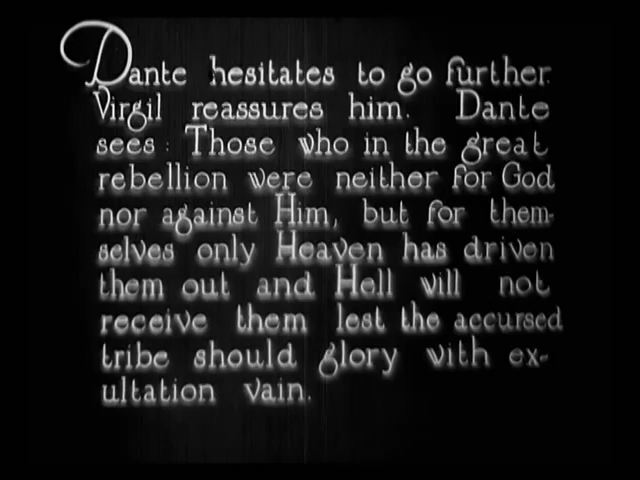 Dante hesitates to go further.
Virgil reassures him. Dante
sees: Those who in the great
rebellion were neither for God
nor against Him, but for them-
selves only Heaven has driven
them out and Hell will not
receive them lest the accursed
tribe should glory with ex-
ultation vain.